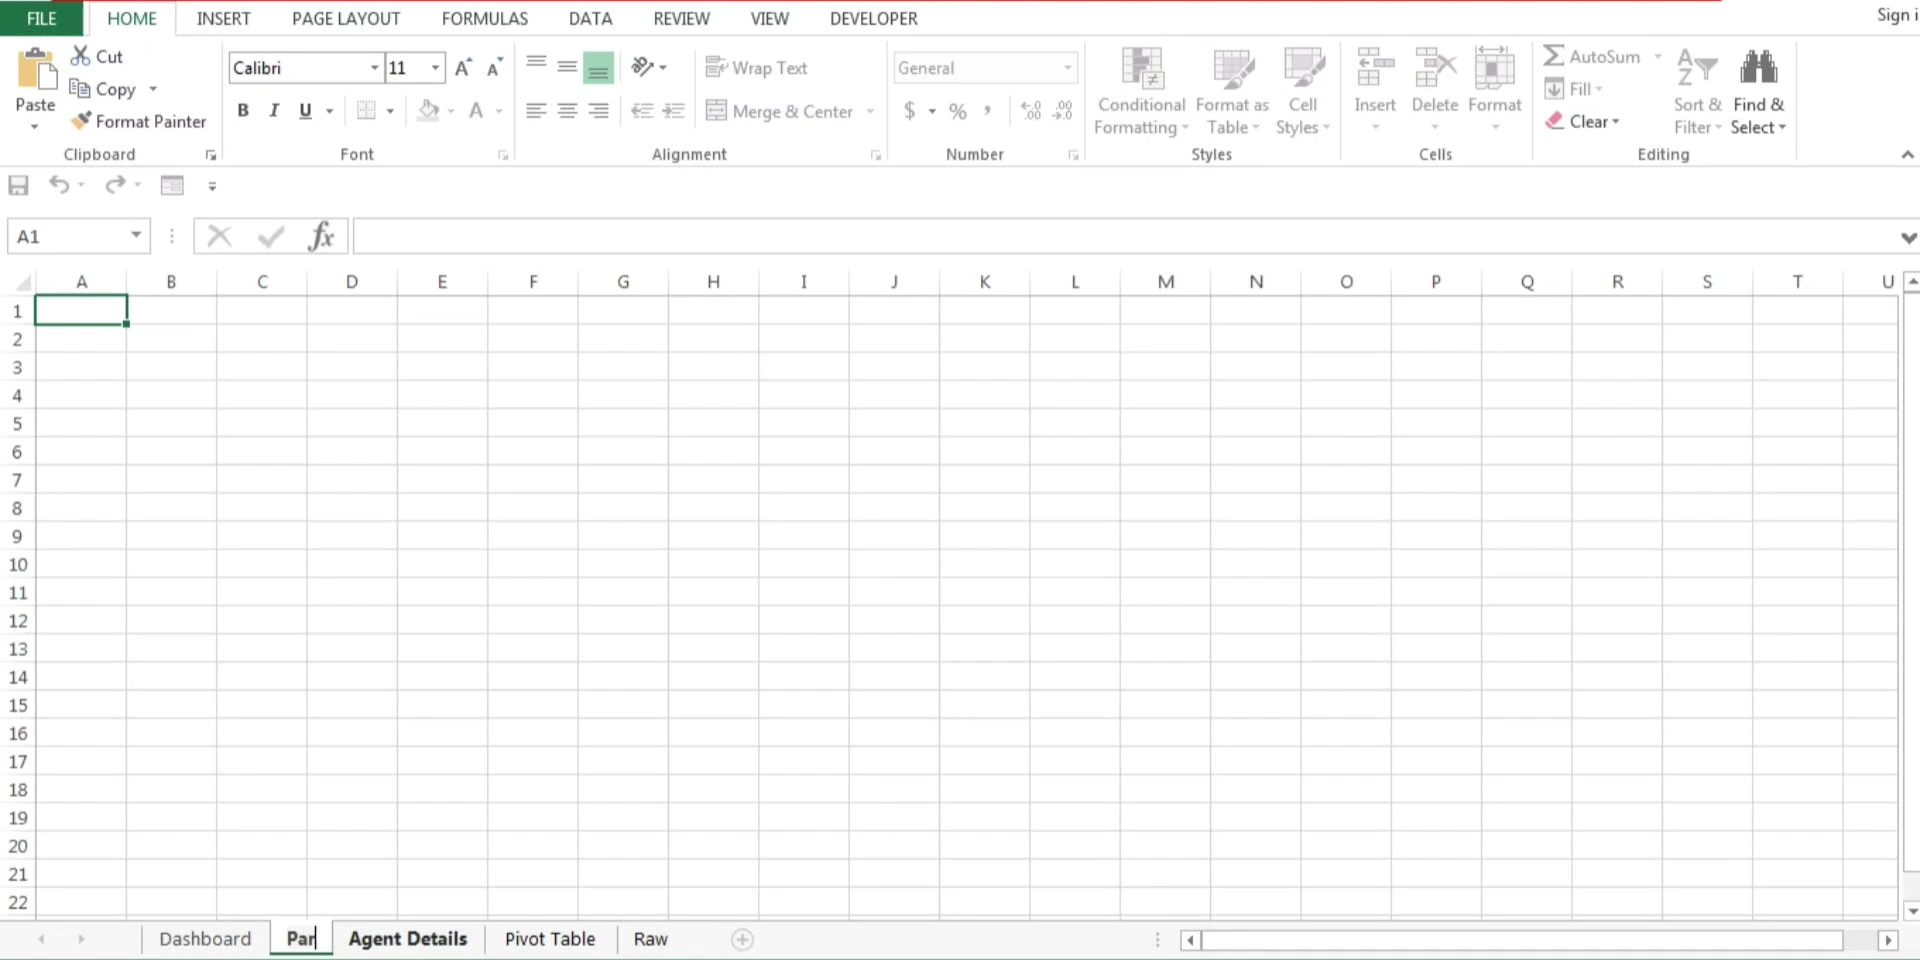 FILE HOME INSERT PAGE LAYOUT FORMULAS DATA REVIEW VIEW DEVELOPER Sign i
Cut
Copy
Format Painter
Paste
Clipboard
Calibri 11
B I U A
Font
Wrap Text
Merge & Center
Alignment
General
$ % ,
Number
Conditional Formatting
Format as Table
Cell Styles
Styles
Insert Delete Format
Cells
AutoSum
Fill
Clear
Sort & Filter
Find & Select
Editing
A1 fx
A B C D E F G H I J K L M N O P Q R S T U
1
2
3
4
5
6
7
8
9
10
11
12
13
14
15
16
17
18
19
20
21
22
Dashboard Par Agent Details Pivot Table Raw